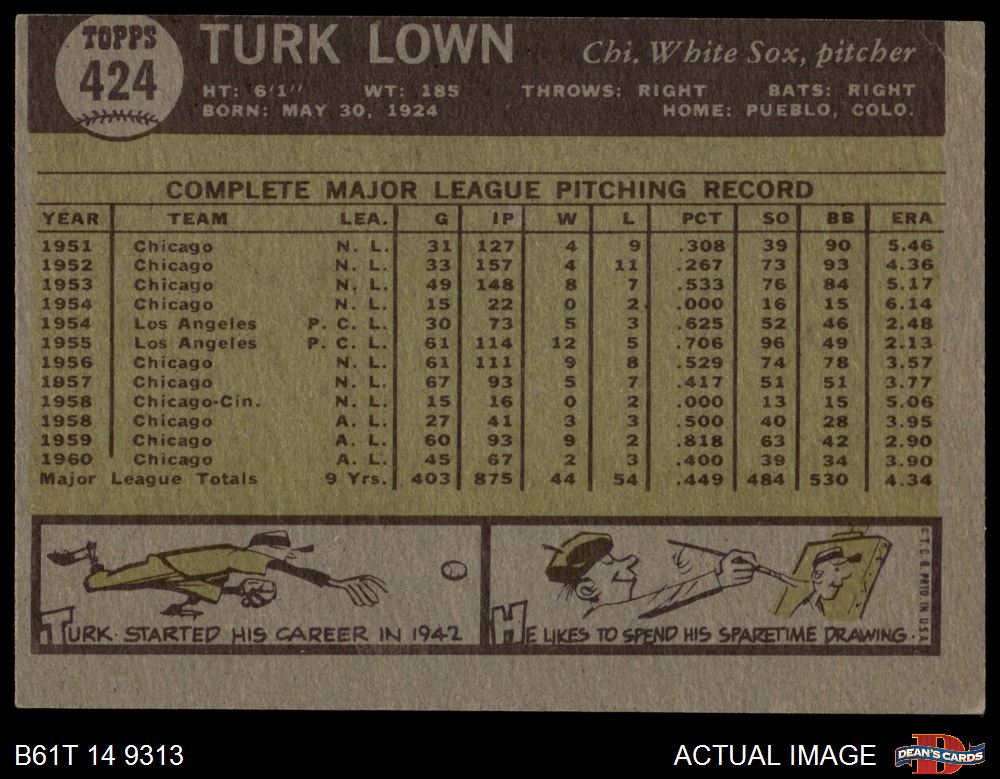 TOPPS
424
TURK LOWN
Chi. White Sox, pitcher
HT: 6'1" WT: 185 THROWS: RIGHT BATS: RIGHT
BORN: MAY 30, 1924 HOME: PUEBLO, COLO.
COMPLETE MAJOR LEAGUE PITCHING RECORD
YEAR TEAM LEA. G IP W L PCT SO BB ERA
1951 Chicago N. L. 31 127 4 9 .308 39 90 5.46
1952 Chicago N. L. 33 157 4 11 .267 73 93 4.36
1953 Chicago N. L. 49 148 8 7 .533 76 84 5.17
1954 Chicago N. L. 15 22 0 2 .000 16 15 6.14
1954 Los Angeles P. C. L. 30 73 5 3 .625 52 46 2.48
1955 Los Angeles P. C. L. 61 114 12 5 .706 96 49 2.13
1956 Chicago N. L. 61 111 9 8 .529 74 78 3.57
1957 Chicago N. L. 67 93 5 7 .417 51 51 3.77
1958 Chicago-Cin. N. L. 15 16 0 2 .000 13 15 5.06
1958 Chicago A. L. 27 41 3 3 .500 40 28 3.95
1959 Chicago A. L. 60 93 9 2 .818 63 42 2.90
1960 Chicago A. L. 45 67 2 3 .400 39 34 3.90
Major League Totals 9 Yrs. 403 875 44 54 .449 484 530 4.34
TURK STARTED HIS CAREER IN 1942
HE LIKES TO SPEND HIS SPARETIME DRAWING.
T. C. G. PRTD. IN U.S.A.
B61T 14 9313
ACTUAL IMAGE
DEAN'S CARDS